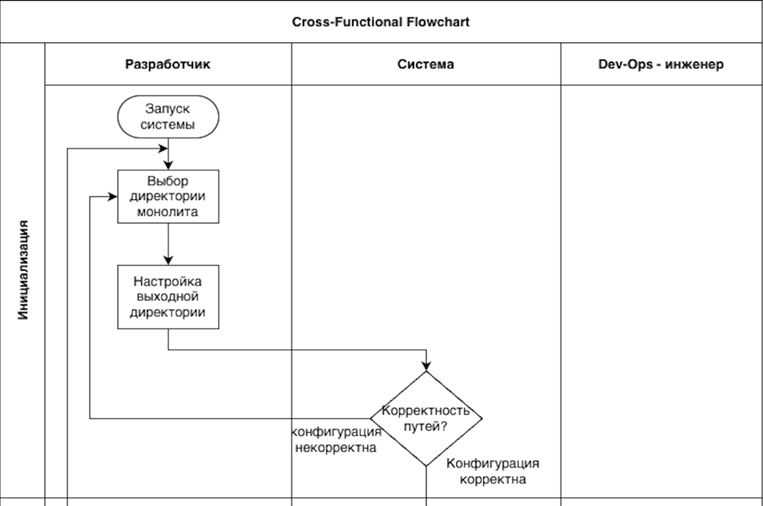 Cross-Functional Flowchart
Разработчик
Система
Dev-Ops - инженер
Инициализация
Запуск
системы
Выбор
директории
монолита
Настройка
выходной
директории
Корректность
путей?
конфигурация
некорректна
Конфигурация
корректна